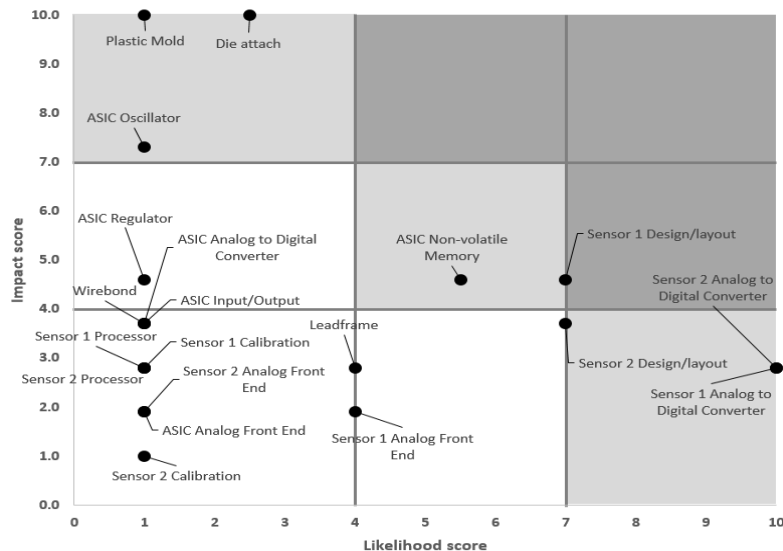 10.0
Plastic Mold
Die attach
9.0
8.0
ASIC Oscillator
7.0
6.0
ASIC Regulator
ASIC Analog to Digital
Converter
ASIC Non-volatile
Memory
Sensor 1 Design/layout
5.0
Sensor 2 Analog to
Digital Converter
Wirebond
ASIC Input/Output
4.0
Leadframe
Sensor 1 Processor
Sensor 1 Calibration
3.0
Sensor 2 Processor
Sensor 2 Analog Front
End
Sensor 2 Design/layout
Sensor 1 Analog to
Digital Converter
2.0
ASIC Analog Front End
Sensor 1 Analog Front
End
1.0
Sensor 2 Calibration
0.0
Impact score
0 1 2 3 4 5 6 7 8 9 10
Likelihood score